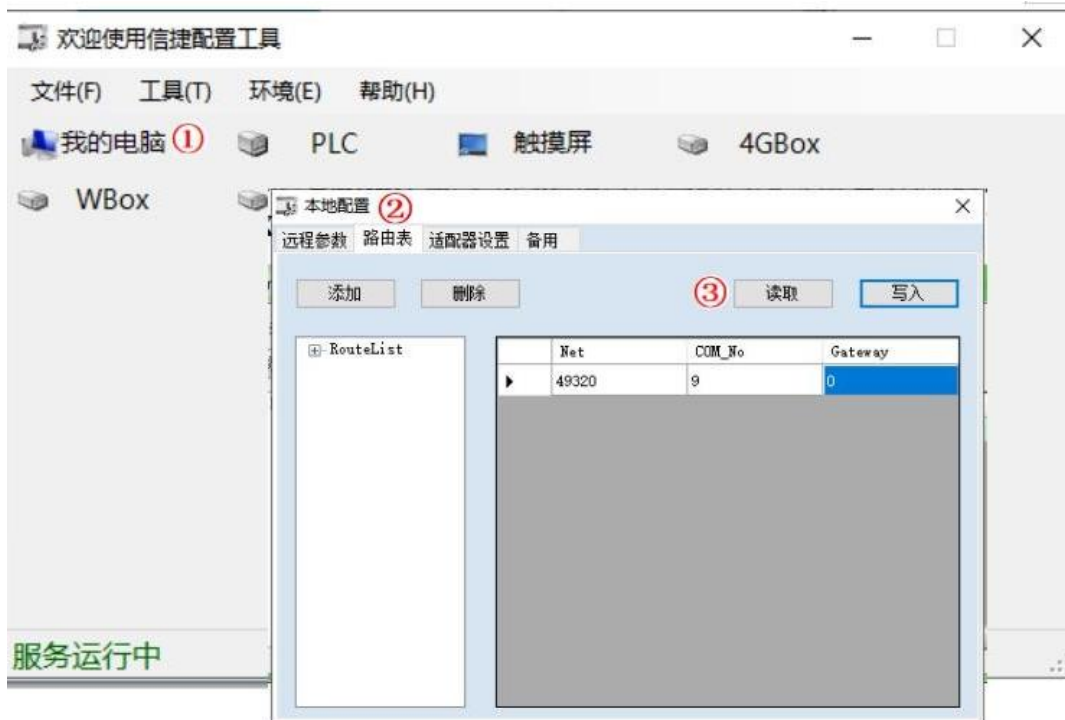 欢迎使用信捷配置工具
文件(F) 工具(T) 环境(E) 帮助(H)
我的电脑 ① PLC 触摸屏 4GBox
WBox
本地配置 ②
远程参数 路由表 适配器设置 备用
添加 删除 ③ 读取 写入
RouteList
Net COM_No Gateway
49320 9 0
服务运行中